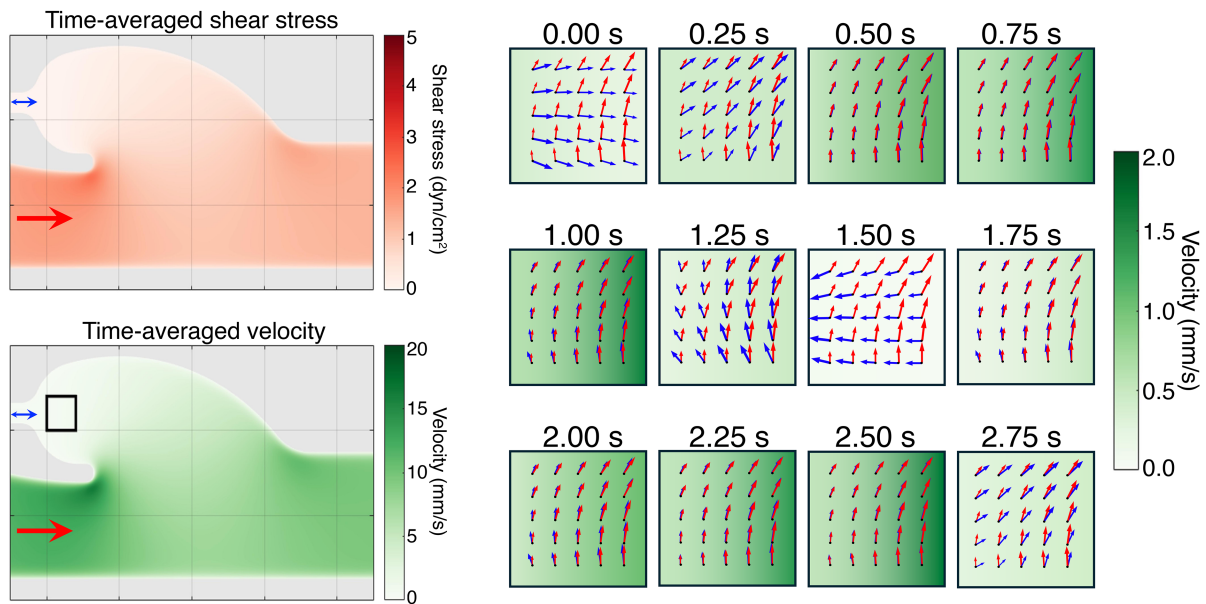 Time-averaged shear stress
5
4
3
2
1
0
Shear stress (dyn/cm²)
Time-averaged velocity
20
15
10
5
0
Velocity (mm/s)
0.00 s 0.25 s 0.50 s 0.75 s
1.00 s 1.25 s 1.50 s 1.75 s
2.00 s 2.25 s 2.50 s 2.75 s
2.0
1.5
1.0
0.5
0.0
Velocity (mm/s)